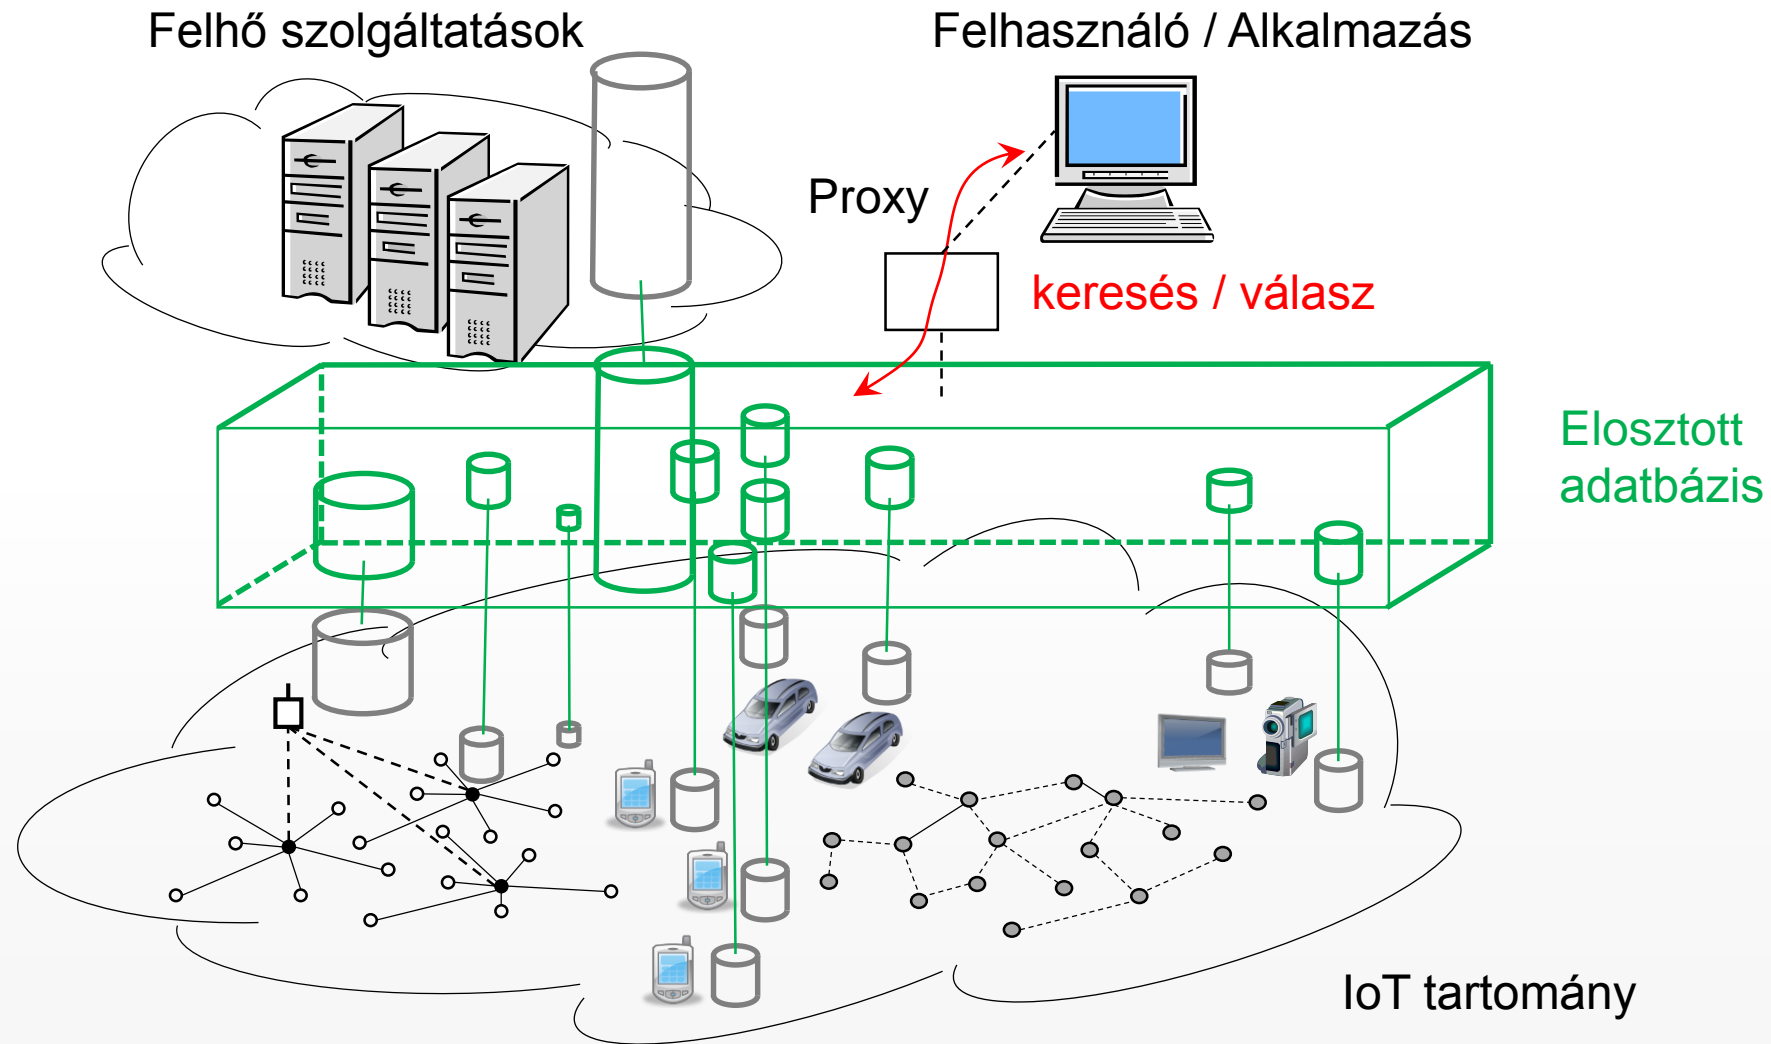 Felhő szolgáltatások
Felhasználó / Alkalmazás
Proxy
keresés / válasz
Elosztott
adatbázis
IoT tartomány